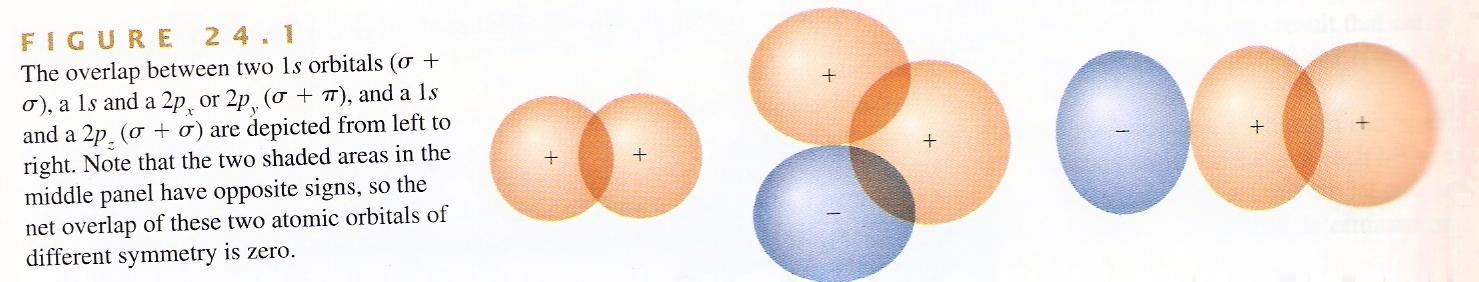 FIGURE 24.1
The overlap between two 1s orbitals (σ +
σ), a 1s and a 2pₓ or 2p_y (σ + π), and a 1s
and a 2p_z (σ + σ) are depicted from left to
right. Note that the two shaded areas in the
middle panel have opposite signs, so the
net overlap of these two atomic orbitals of
different symmetry is zero.
+ +
+
+
−
− + +